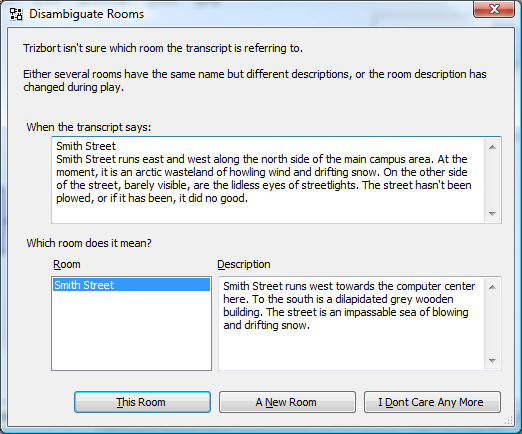 Disambiguate Rooms
Trizbort isn't sure which room the transcript is referring to.
Either several rooms have the same name but different descriptions, or the room description has
changed during play.
When the transcript says:
Smith Street
Smith Street runs east and west along the north side of the main campus area. At the
moment, it is an arctic wasteland of howling wind and drifting snow. On the other side
of the street, barely visible, are the lidless eyes of streetlights. The street hasn't been
plowed, or if it has been, it did no good.
Which room does it mean?
Room Description
Smith Street
Smith Street runs west towards the computer center
here. To the south is a dilapidated grey wooden
building. The street is an impassable sea of blowing
and drifting snow.
This Room A New Room I Dont Care Any More